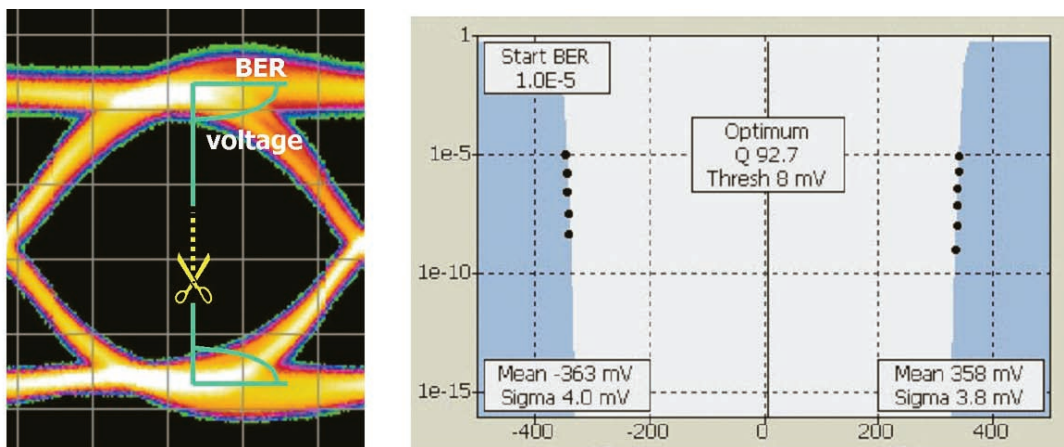 BER
voltage
1
Start BER
1.0E-5
Optimum
Q 92.7
Thresh 8 mV
1e-5
1e-10
Mean -363 mV
Sigma 4.0 mV
Mean 358 mV
Sigma 3.8 mV
1e-15
-400
-200
0
200
400